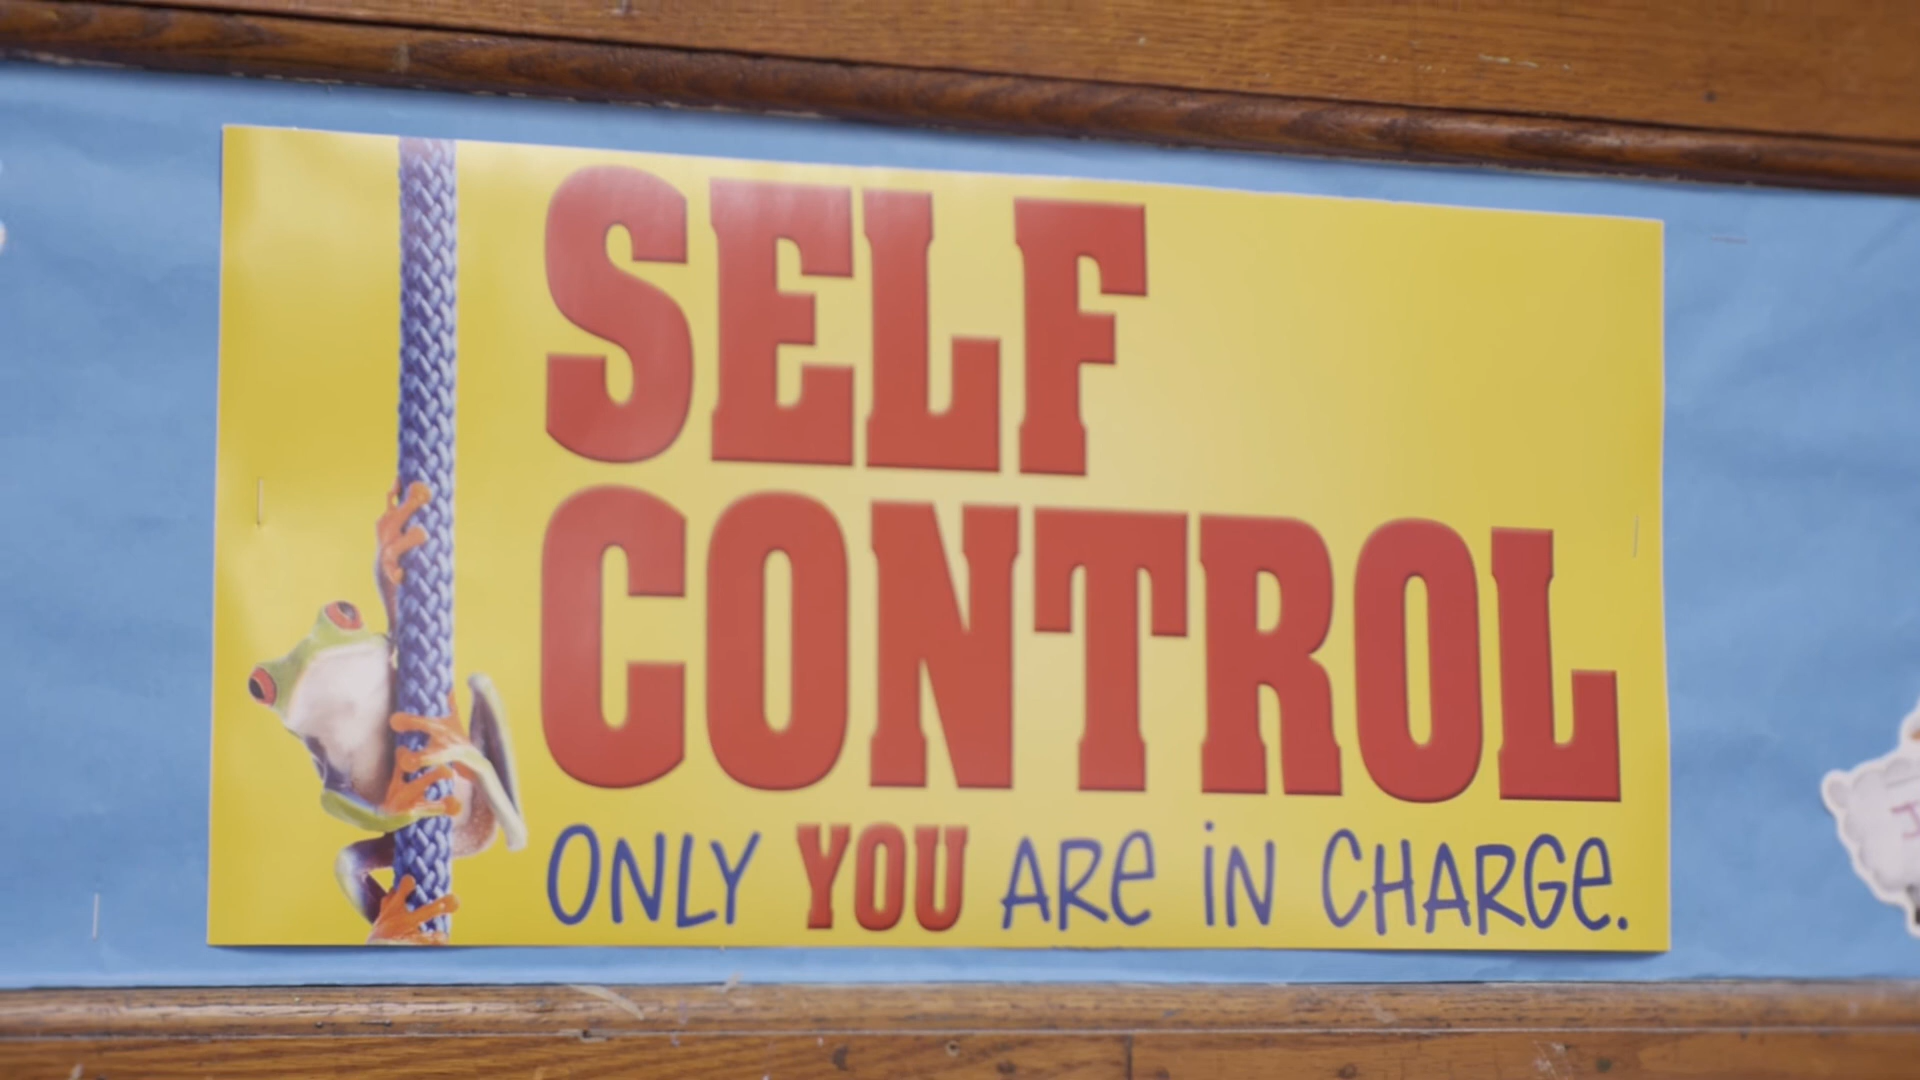 SELF
CONTROL
ONLY YOU ARe iN CHARGe.